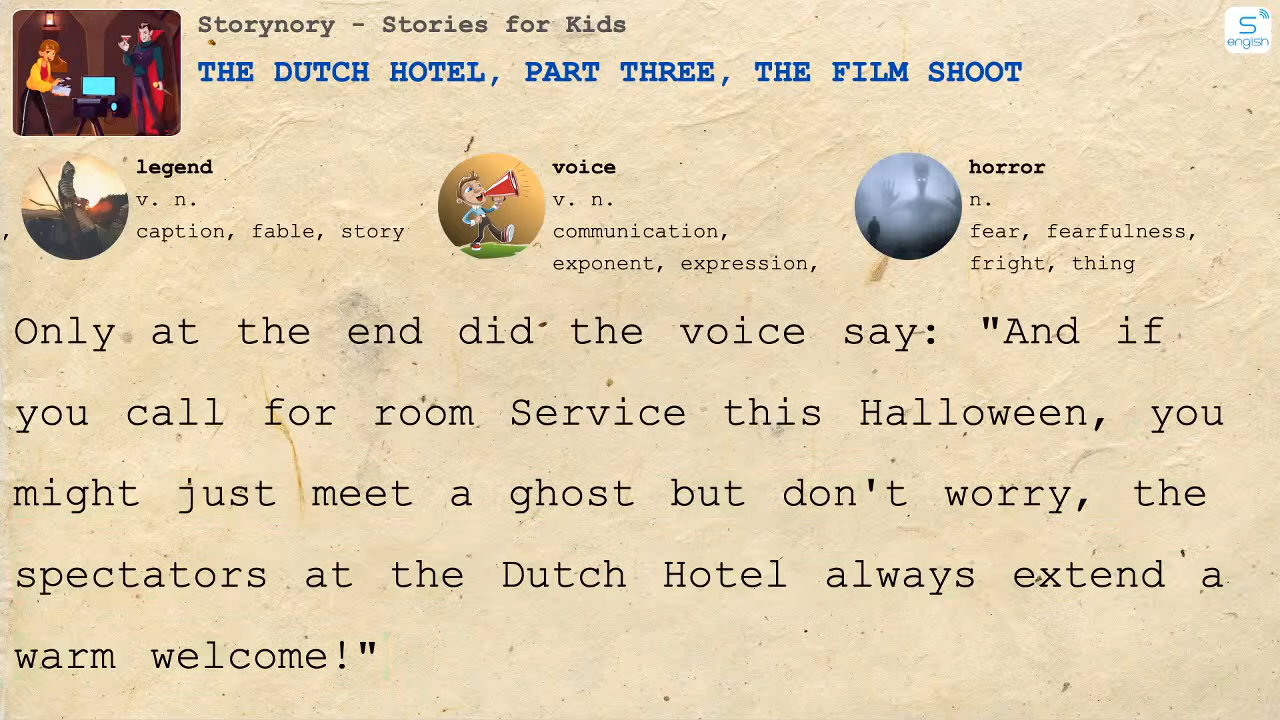 Storynory - Stories for Kids
THE DUTCH HOTEL, PART THREE, THE FILM SHOOT
S
english
legend
v. n.
caption, fable, story
voice
v. n.
communication,
exponent, expression,
horror
n.
fear, fearfulness,
fright, thing
,
Only at the end did the voice say: "And if
you call for room Service this Halloween, you
might just meet a ghost but don't worry, the
spectators at the Dutch Hotel always extend a
warm welcome!"